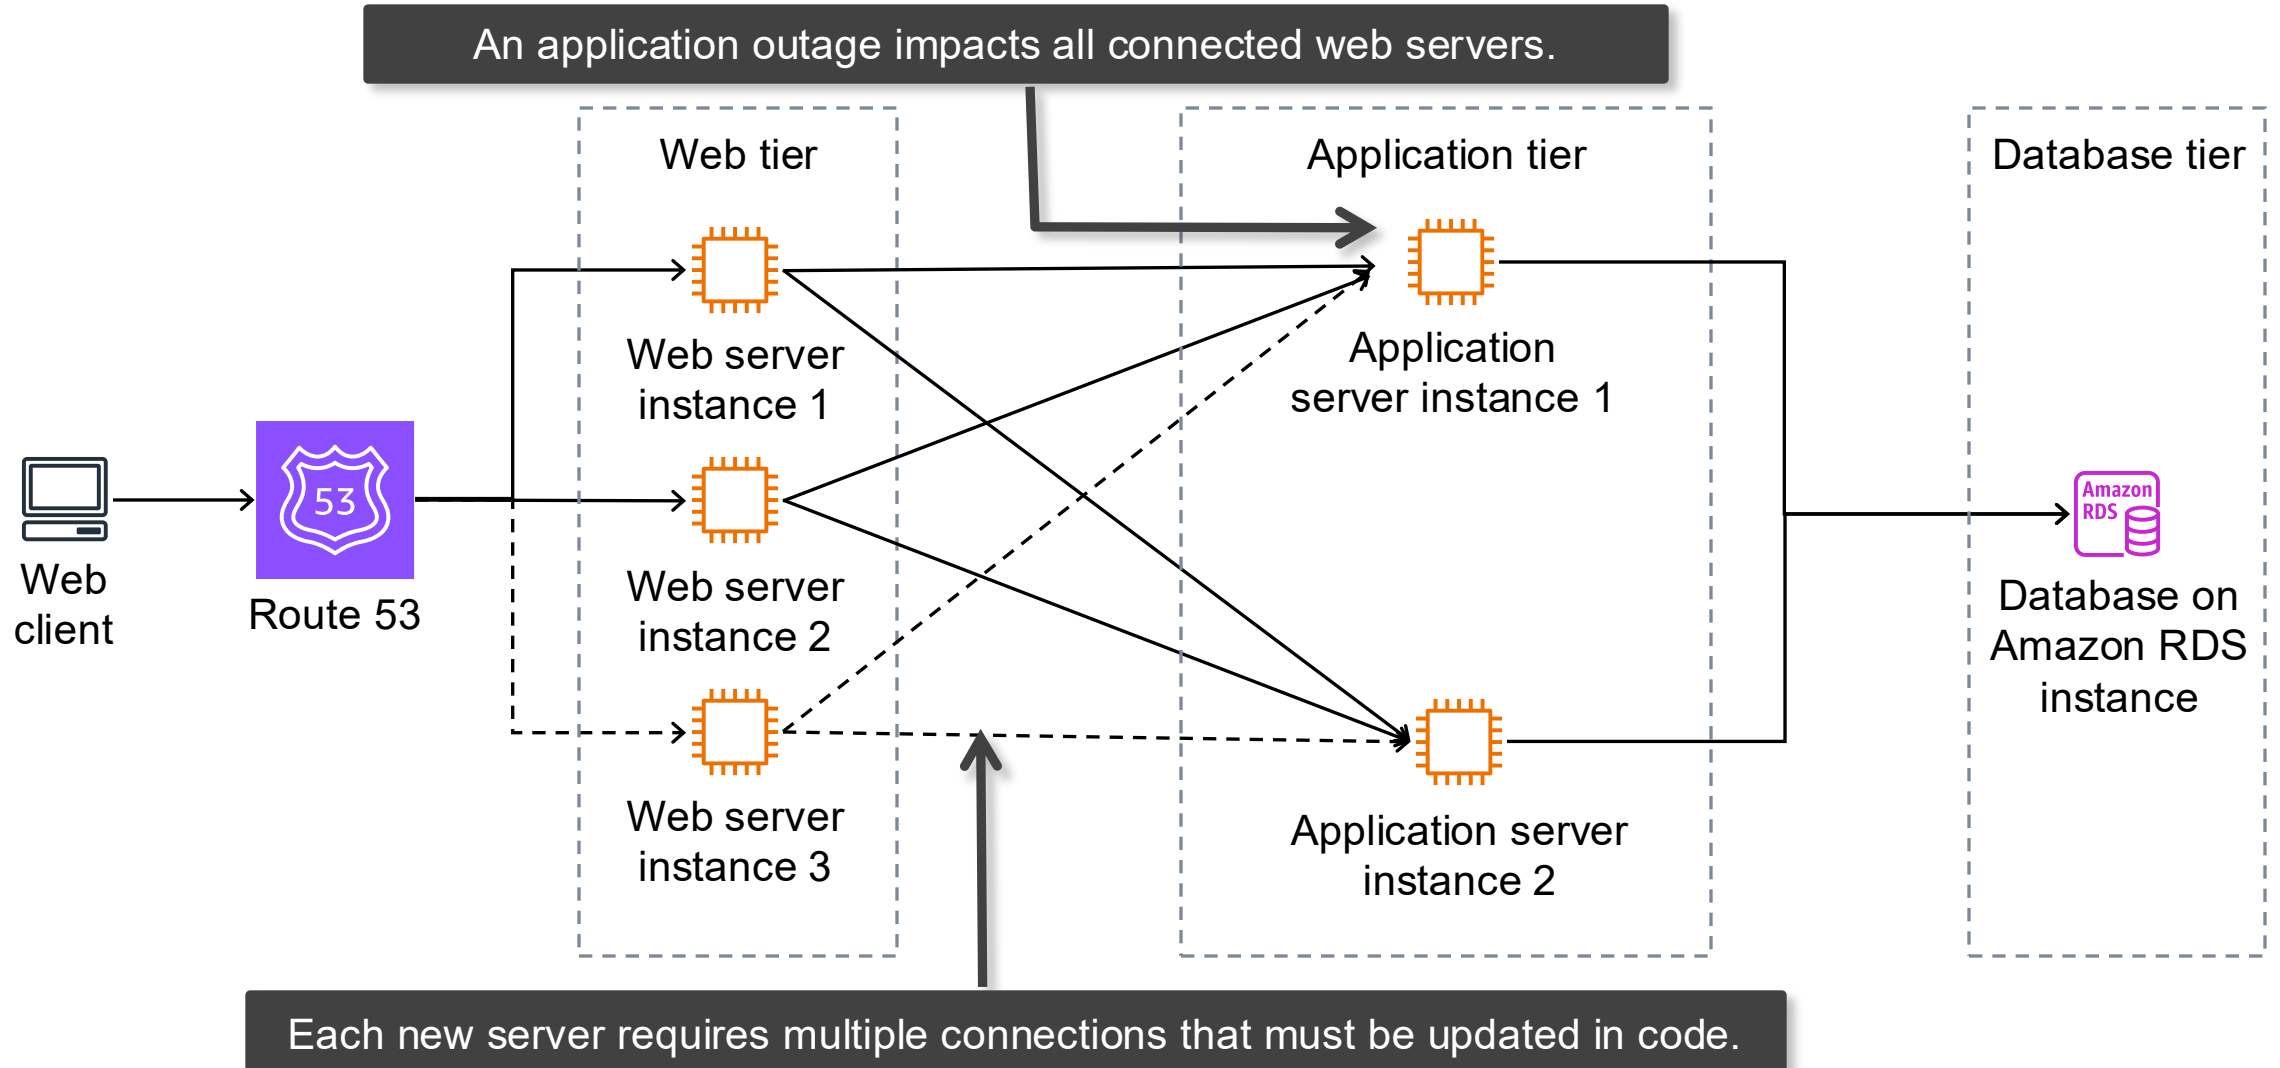 An application outage impacts all connected web servers.
Web tier
Application tier
Database tier
Web server
instance 1
Application
server instance 1
53
Web
client
Route 53
Web server
instance 2
Amazon
RDS
Database on
Amazon RDS
instance
Web server
instance 3
Application server
instance 2
Each new server requires multiple connections that must be updated in code.